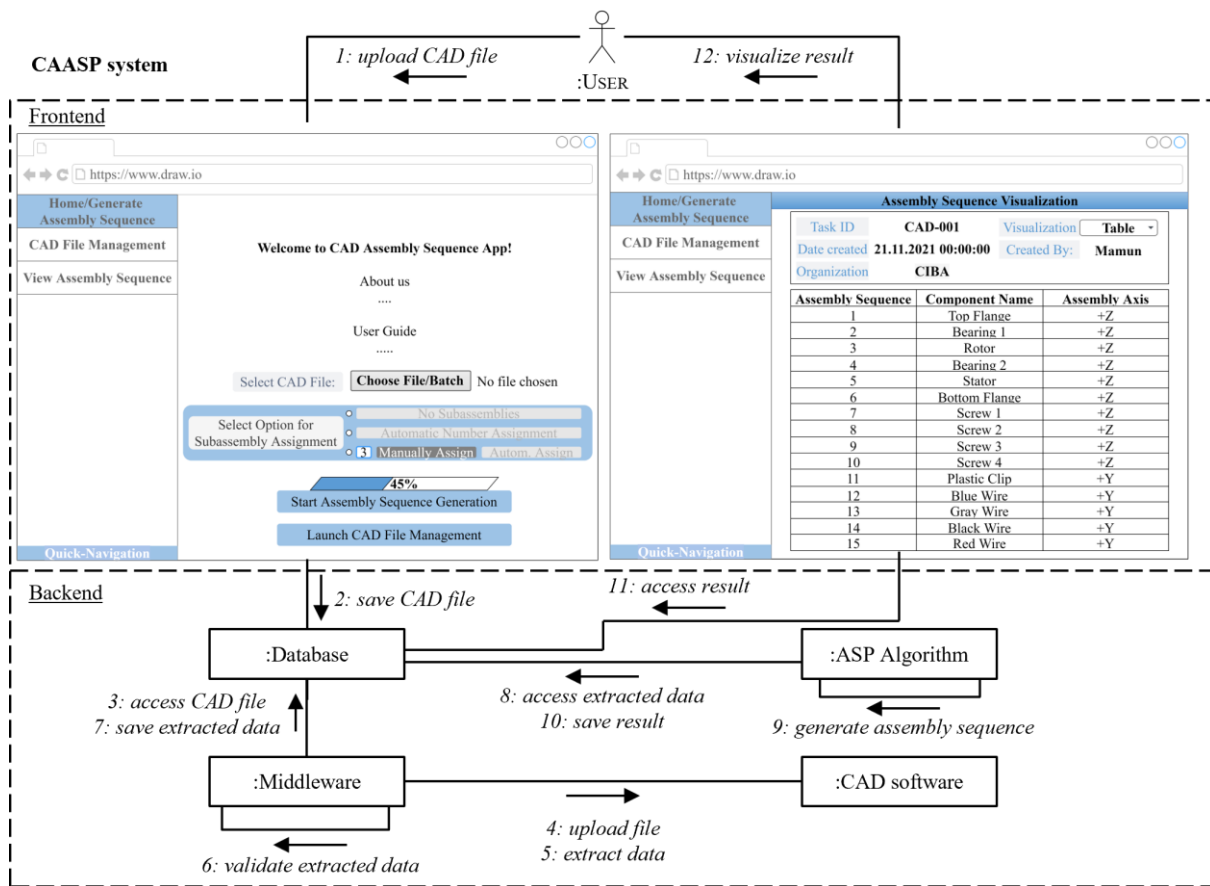 1: upload CAD file
12: visualize result
CAASP system
:USER
Frontend
https://www.draw.io
Home/Generate
Assembly Sequence
CAD File Management
View Assembly Sequence
Welcome to CAD Assembly Sequence App!
About us
....
User Guide
.....
Select CAD File:
Choose File/Batch
No file chosen
Select Option for
Subassembly Assignment
No Subassemblies
Automatic Number Assignment
3 Manually Assign Autom. Assign
45%
Start Assembly Sequence Generation
Launch CAD File Management
Quick-Navigation
https://www.draw.io
Home/Generate
Assembly Sequence
CAD File Management
View Assembly Sequence
Quick-Navigation
Assembly Sequence Visualization
Task ID CAD-001 Visualization Table
Date created 21.11.2021 00:00:00 Created By: Mamun
Organization CIBA
Assembly Sequence Component Name Assembly Axis
1 Top Flange +Z
2 Bearing 1 +Z
3 Rotor +Z
4 Bearing 2 +Z
5 Stator +Z
6 Bottom Flange +Z
7 Screw 1 +Z
8 Screw 2 +Z
9 Screw 3 +Z
10 Screw 4 +Z
11 Plastic Clip +Y
12 Blue Wire +Y
13 Gray Wire +Y
14 Black Wire +Y
15 Red Wire +Y
Backend
2: save CAD file
11: access result
:Database
:ASP Algorithm
3: access CAD file
7: save extracted data
8: access extracted data
10: save result
9: generate assembly sequence
:Middleware
:CAD software
4: upload file
5: extract data
6: validate extracted data